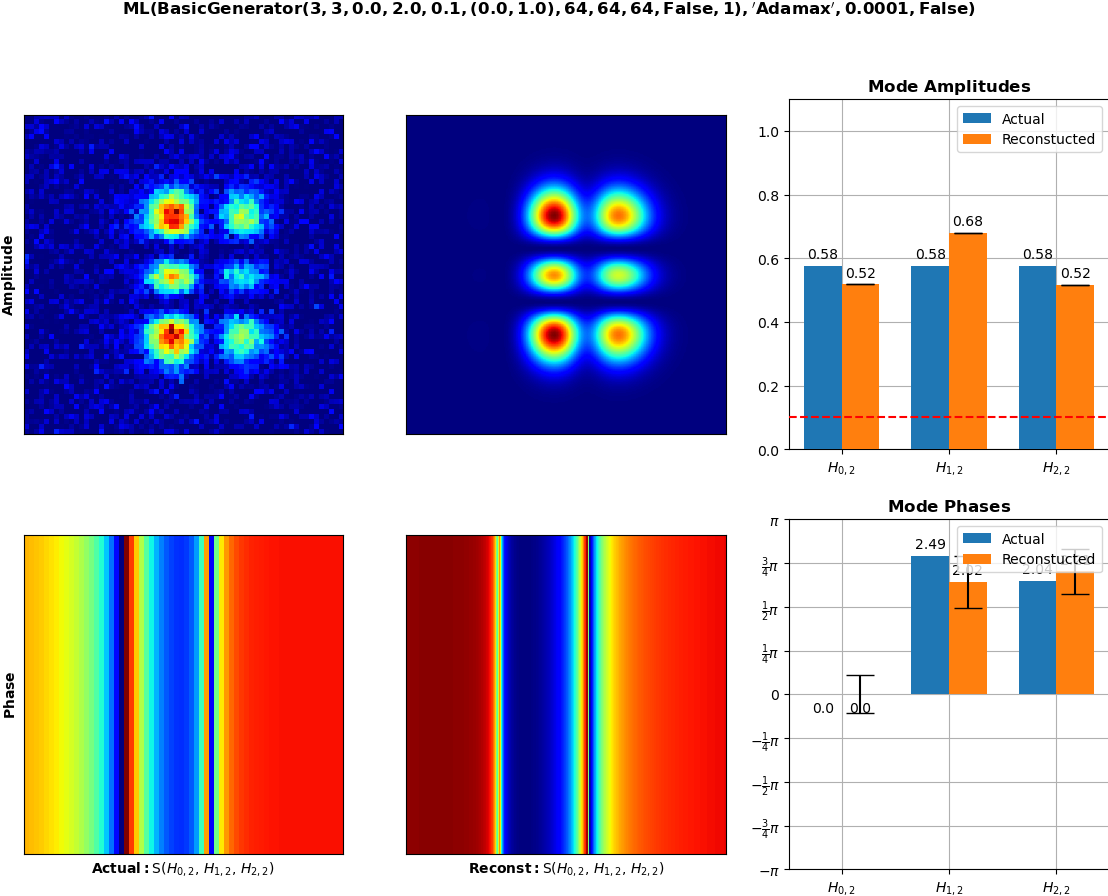 ML(BasicGenerator(3, 3, 0.0, 2.0, 0.1, (0.0, 1.0), 64, 64, 64, False, 1), ′Adamax′, 0.0001, False)
Mode Amplitudes
Amplitude
Actual
Reconstucted
1.0
0.8
0.6
0.4
0.2
0.0
0.58
0.52
0.58
0.68
0.58
0.52
H0, 2
H1, 2
H2, 2
Mode Phases
Phase
Actual
Reconstucted
π
3/4π
1/2π
1/4π
0
−1/4π
−1/2π
−3/4π
−π
0.0
0.0
2.49
2.02
H0, 2
H1, 2
H2, 2
Actual: S(H0, 2, H1, 2, H2, 2)
Reconst: S(H0, 2, H1, 2, H2, 2)